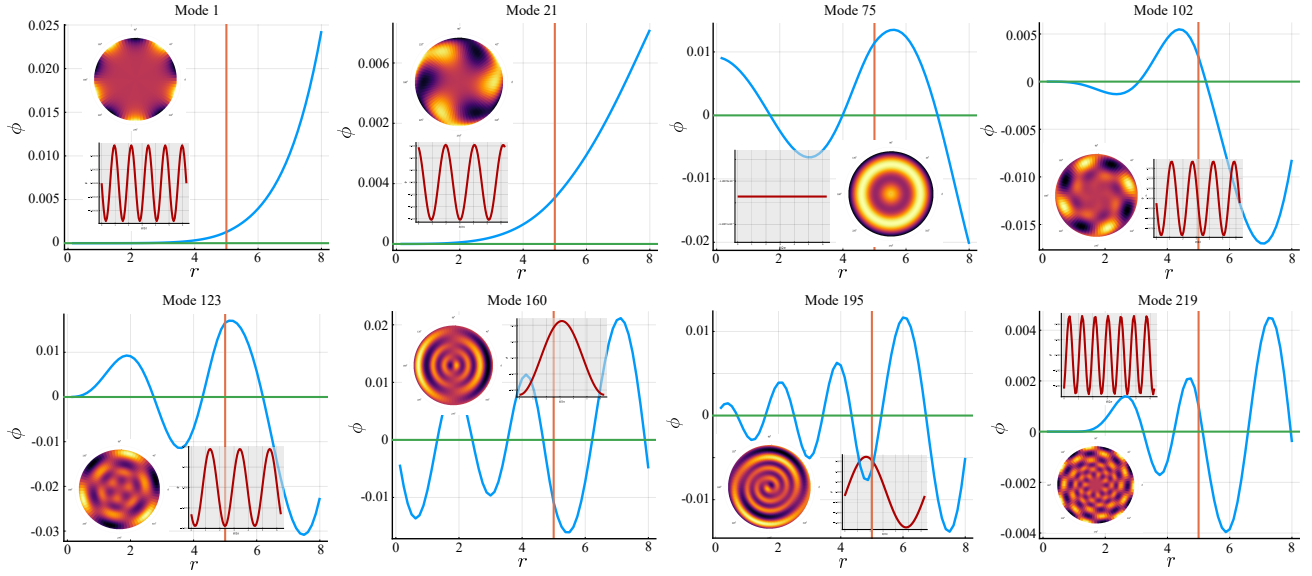 Mode 1
0.025
0.020
0.015
0.010
0.005
0
0 2 4 6 8
ϕ
r
Mode 21
0.006
0.002
0.004
0
0 2 4 6 8
ϕ
r
Mode 75
0.01
0
-0.01
-0.02
0 2 4 6 8
ϕ
r
Mode 102
0.005
0
-0.005
-0.010
-0.015
0 2 4 6 8
ϕ
r
Mode 123
0.01
0
-0.01
-0.02
-0.03
0 2 4 6 8
ϕ
r
Mode 160
0.02
0.01
0
-0.01
0 2 4 6 8
ϕ
r
Mode 195
0.01
0
-0.01
0 2 4 6 8
ϕ
r
Mode 219
0.004
0.002
0
-0.002
-0.004
0 2 4 6 8
ϕ
r